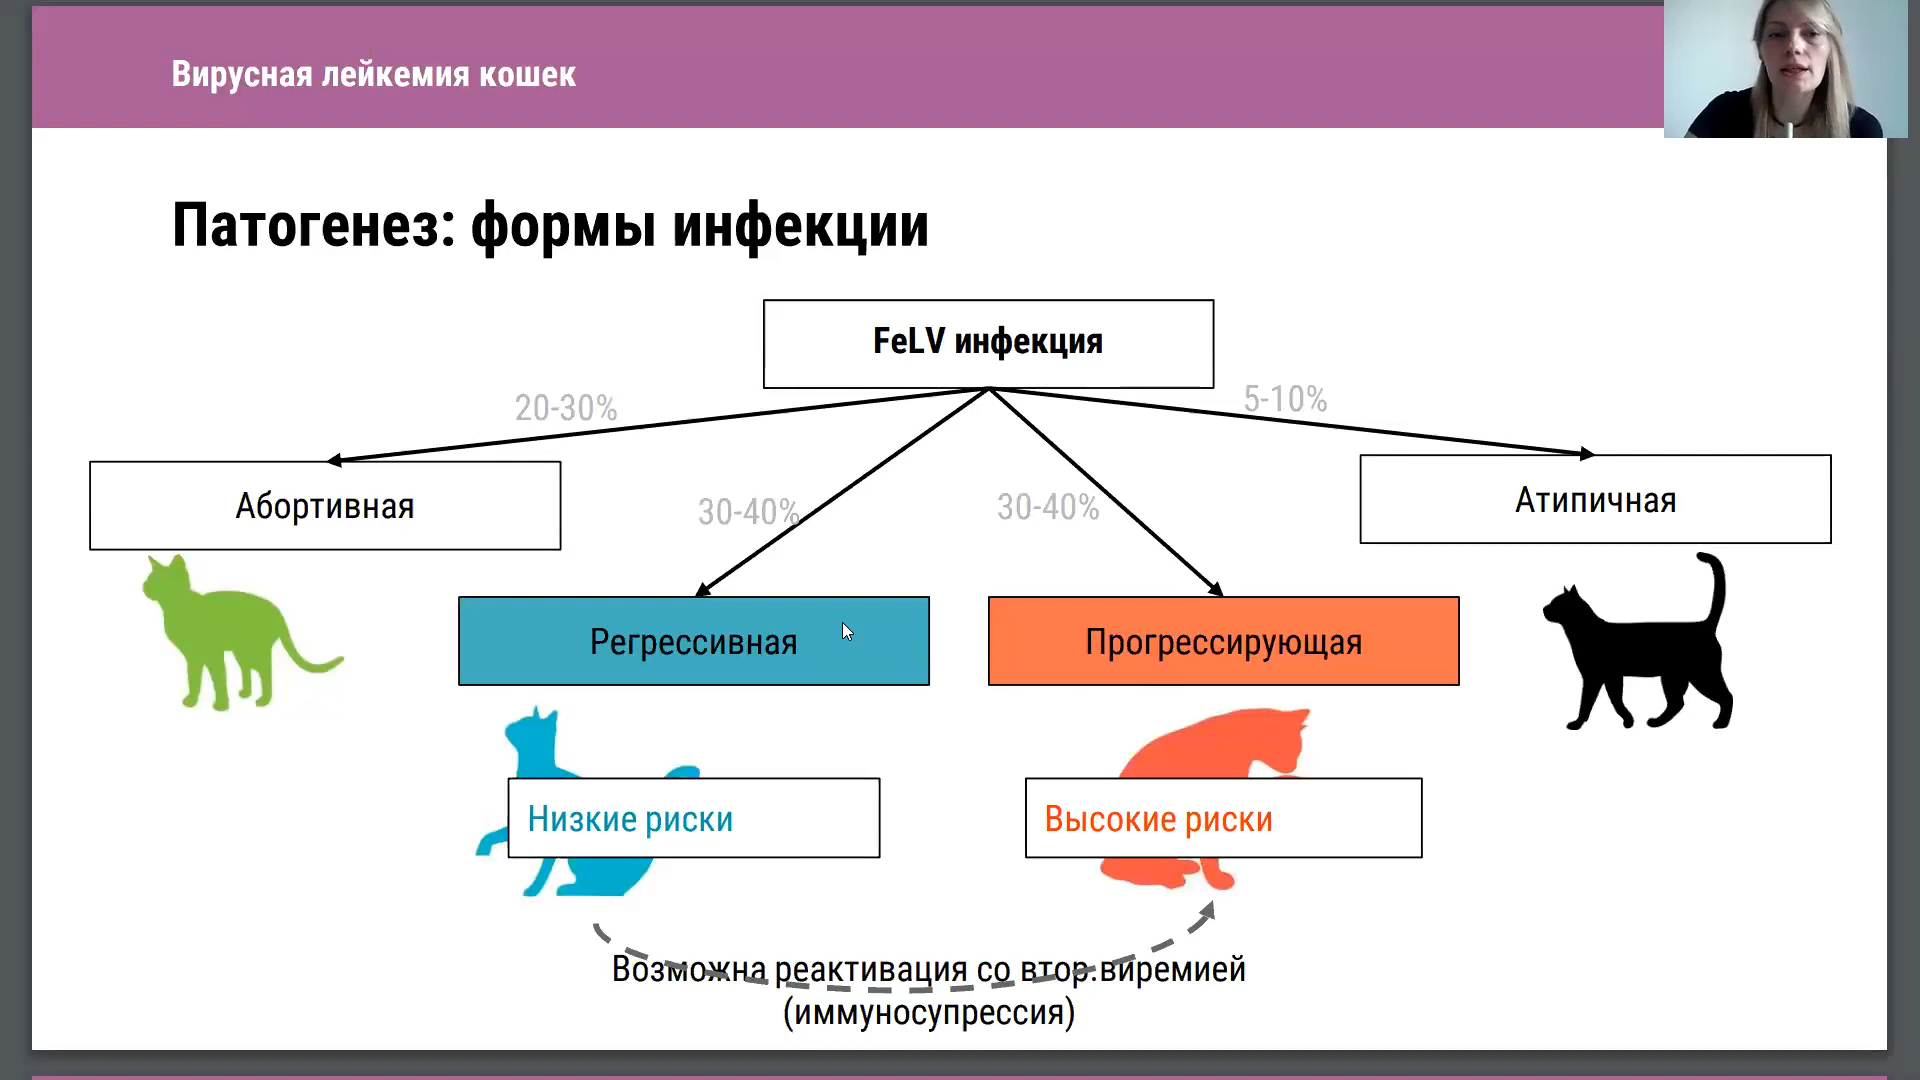 Вирусная лейкемия кошек
Патогенез: формы инфекции
FeLV инфекция
20-30%
5-10%
Абортивная
30-40%
30-40%
Атипичная
Регрессивная
Прогрессирующая
Низкие риски
Высокие риски
Возможна реактивация со втор.виремией
(иммуносупрессия)